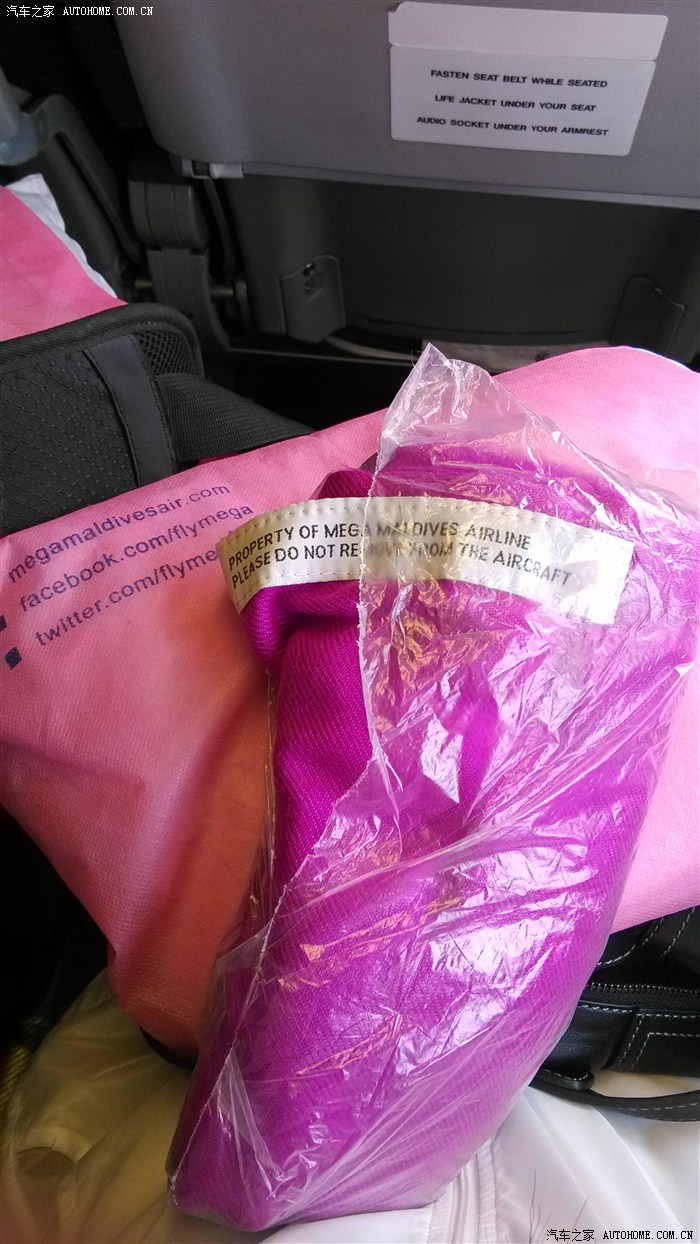 汽车之家 AUTOHOME.COM.CN
FASTEN SEAT BELT WHILE SEATED
LIFE JACKET UNDER YOUR SEAT
AUDIO SOCKET UNDER YOUR ARMREST
megamaldivesair.com
facebook.com/flymega
twitter.com/flyme
PROPERTY OF MEGA MALDIVES AIRLINE
PLEASE DO NOT REMOVE FROM THE AIRCRAFT
汽车之家 AUTOHOME.COM.CN